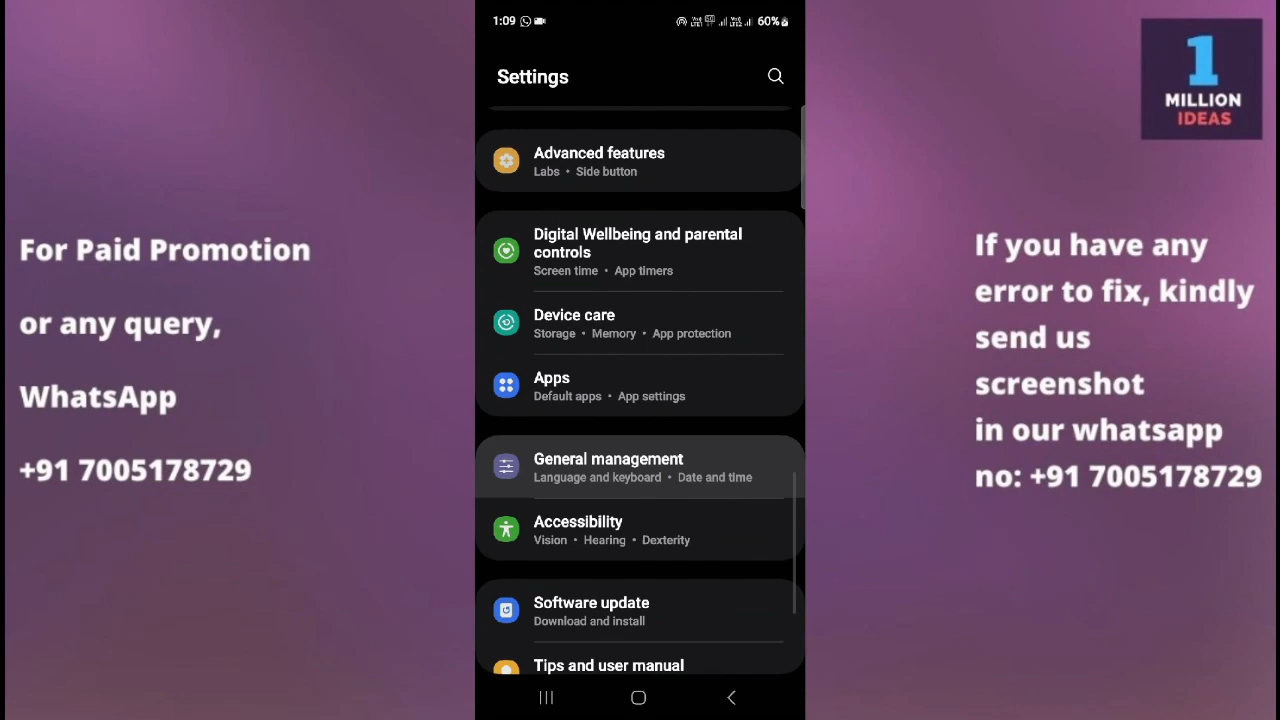 For Paid Promotion
or any query,
WhatsApp
+91 7005178729
1:09
60%
Settings
Advanced features
Labs • Side button
Digital Wellbeing and parental
controls
Screen time • App timers
Device care
Storage • Memory • App protection
Apps
Default apps • App settings
General management
Language and keyboard • Date and time
Accessibility
Vision • Hearing • Dexterity
Software update
Download and install
Tips and user manual
1
MILLION
IDEAS
If you have any
error to fix, kindly
send us
screenshot
in our whatsapp
no: +91 7005178729